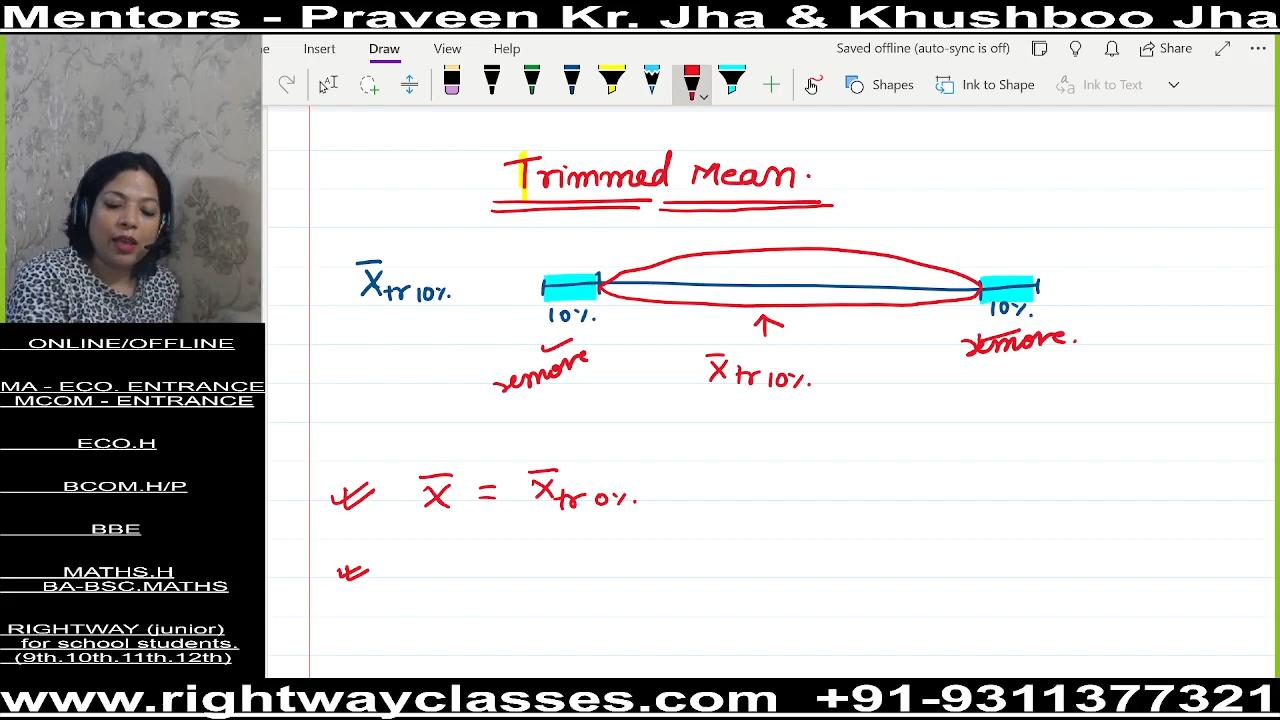 Mentors - Praveen Kr. Jha & Khushboo Jha
Insert Draw View Help
Saved offline (auto-sync is off) Share
Shapes Ink to Shape Ink to Text
Trimmed Mean.
x̄ tr 10%.
10%. 10%.
remove remove.
x̄ tr 10%.
x̄ = x̄ tr 0%.
ONLINE/OFFLINE
MA - ECO. ENTRANCE
MCOM - ENTRANCE
ECO.H
BCOM.H/P
BBE
MATHS.H
BA-BSC.MATHS
RIGHTWAY (junior)
for school students.
(9th.10th.11th.12th)
www.rightwayclasses.com +91-9311377321